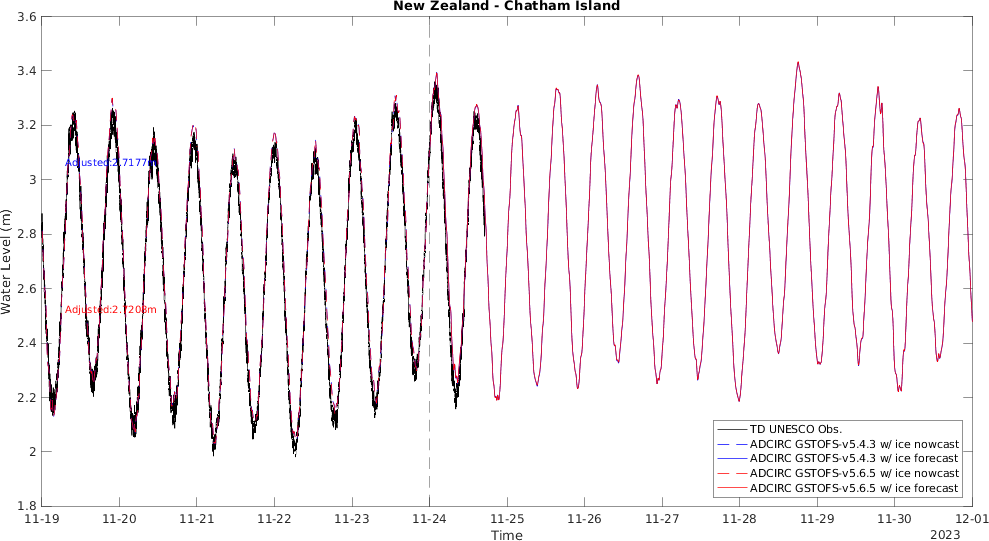 New Zealand - Chatham Island
3.6
3.4
3.2
3
2.8
2.6
2.4
2.2
2
1.8
Water Level (m)
Adjusted:2.7177m
Adjusted:2.7208m
TD UNESCO Obs.
ADCIRC GSTOFS-v5.4.3 w/ ice nowcast
ADCIRC GSTOFS-v5.4.3 w/ ice forecast
ADCIRC GSTOFS-v5.6.5 w/ ice nowcast
ADCIRC GSTOFS-v5.6.5 w/ ice forecast
11-19 11-20 11-21 11-22 11-23 11-24 11-25 11-26 11-27 11-28 11-29 11-30 12-01
Time
2023